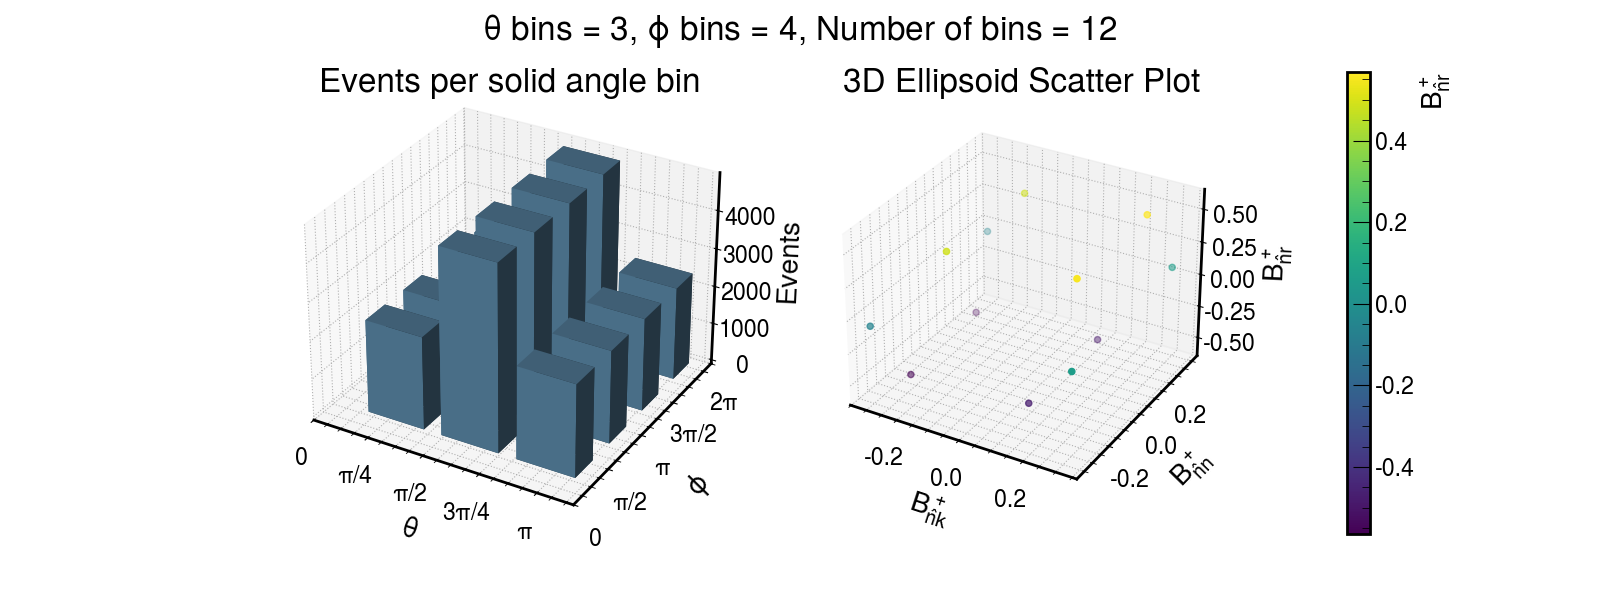 θ bins = 3, ϕ bins = 4, Number of bins = 12
Events per solid angle bin
3D Ellipsoid Scatter Plot
4000
3000
2000
1000
0
Events
0
π/4
π/2
3π/4
π
θ
0
π/2
π
3π/2
2π
ϕ
0.50
0.25
0.00
-0.25
-0.50
B⁺n̂r
-0.2
0.0
0.2
B⁺n̂k
-0.2
0.0
0.2
B⁺n̂n
0.4
0.2
0.0
-0.2
-0.4
B⁺n̂r